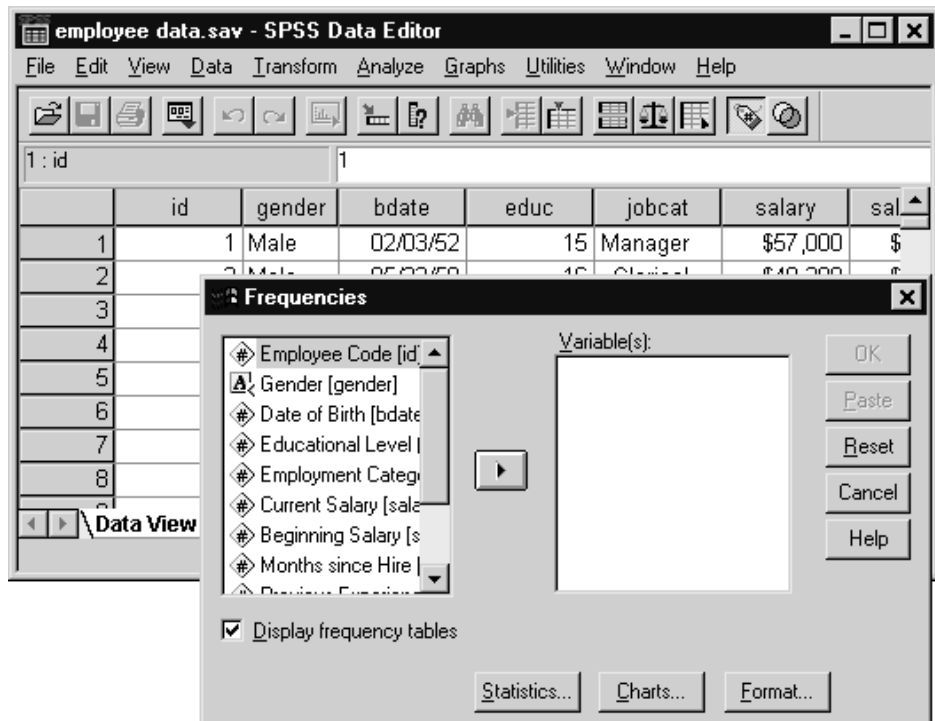 employee data.sav - SPSS Data Editor
File Edit View Data Transform Analyze Graphs Utilities Window Help
1 : id 1
id gender bdate educ jobcat salary sal
1 1 Male 02/03/52 15 Manager $57,000 $
2
3
4
5
6
7
8
Data View
Frequencies
Employee Code [id]
Gender [gender]
Date of Birth [bdate
Educational Level [
Employment Catego
Current Salary [sala
Beginning Salary [s
Months since Hire [
Variable(s):
OK
Paste
Reset
Cancel
Help
Display frequency tables
Statistics... Charts... Format...